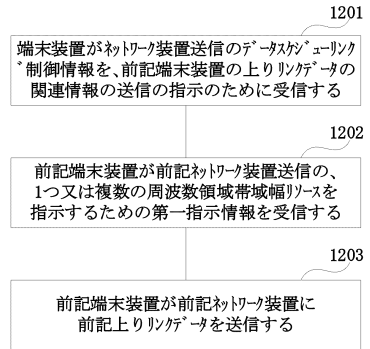 1201
端末装置がﾈｯﾄﾜｰｸ装置送信のﾃﾞｰﾀｽｹｼﾞｭｰﾘﾝｸ
ﾞ制御情報を、前記端末装置の上りﾘﾝｸﾃﾞｰﾀの
関連情報の送信の指示のために受信する
1202
前記端末装置が前記ﾈｯﾄﾜｰｸ装置送信の、
1つ又は複数の周波数領域帯域幅ﾘｿｰｽを
指示するための第一指示情報を受信する
1203
前記端末装置が前記ﾈｯﾄﾜｰｸ装置に
前記上りﾘﾝｸﾃﾞｰﾀを送信する